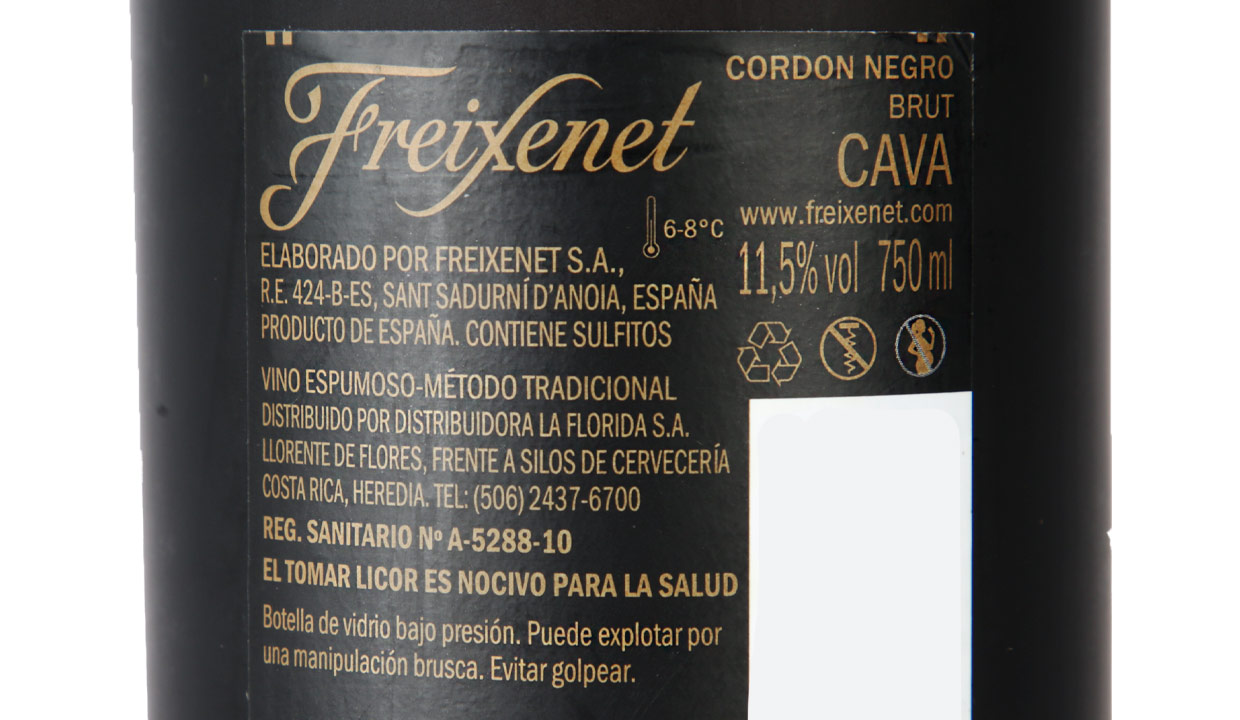 Freixenet
CORDON NEGRO
BRUT
CAVA
www.freixenet.com
6-8°C
11,5% vol 750 ml
ELABORADO POR FREIXENET S.A.,
R.E. 424-B-ES, SANT SADURNÍ D'ANOIA, ESPAÑA
PRODUCTO DE ESPAÑA. CONTIENE SULFITOS
VINO ESPUMOSO-MÉTODO TRADICIONAL
DISTRIBUIDO POR DISTRIBUIDORA LA FLORIDA S.A.
LLORENTE DE FLORES, FRENTE A SILOS DE CERVECERÍA
COSTA RICA, HEREDIA. TEL: (506) 2437-6700
REG. SANITARIO Nº A-5288-10
EL TOMAR LICOR ES NOCIVO PARA LA SALUD
Botella de vidrio bajo presión. Puede explotar por
una manipulación brusca. Evitar golpear.